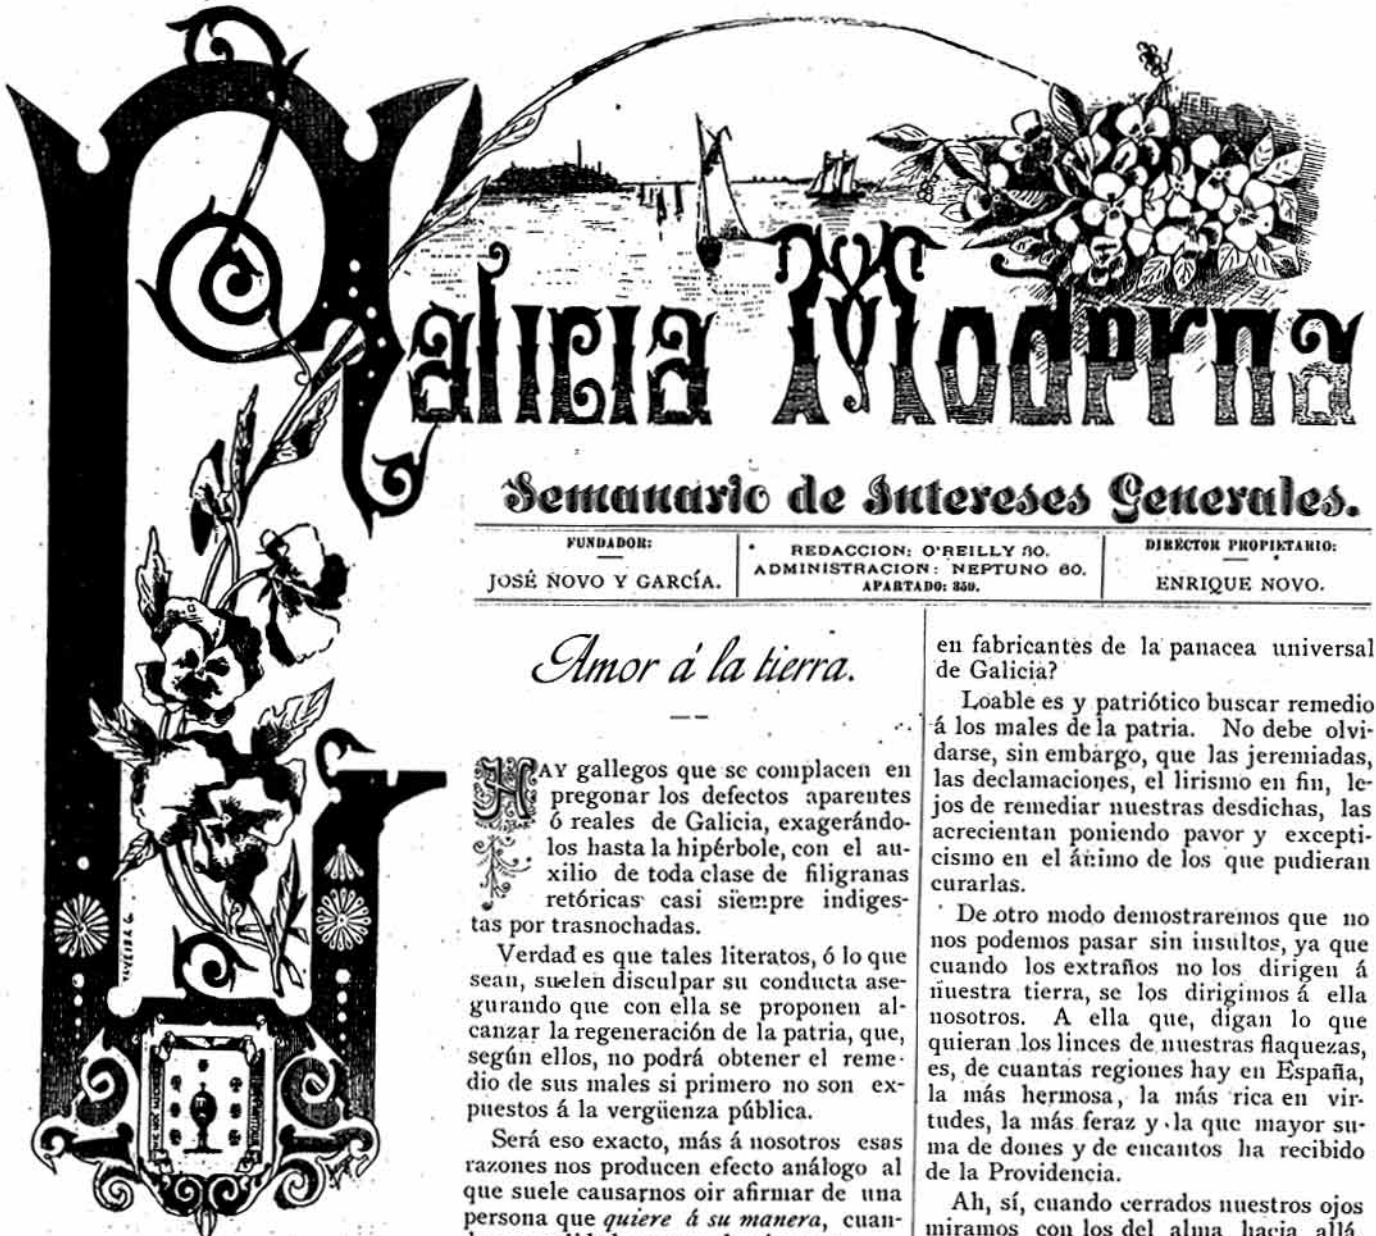 Galicia Moderna
Semanario de Intereses Generales.
FUNDADOR:
JOSÉ NOVO Y GARCÍA.
REDACCION: O'REILLY 80.
ADMINISTRACION: NEPTUNO 60.
APARTADO: 359.
DIRECTOR PROPIETARIO:
ENRIQUE NOVO.
Amor á la tierra.
HAY gallegos que se complacen en
pregonar los defectos aparentes
ó reales de Galicia, exagerándo-
los hasta la hipérbole, con el au-
xilio de toda clase de filigranas
retóricas casi siempre indiges-
tas por trasnochadas.
Verdad es que tales literatos, ó lo que
sean, suelen disculpar su conducta ase-
gurando que con ella se proponen al-
canzar la regeneración de la patria, que,
según ellos, no podrá obtener el reme-
dio de sus males si primero no son ex-
puestos á la vergüenza pública.
Será eso exacto, más á nosotros esas
razones nos producen efecto análogo al
que suele causarnos oir afirmar de una
persona que quiere á su manera, cuan-
en fabricantes de la panacea universal
de Galicia?
Loable es y patriótico buscar remedio
á los males de la patria. No debe olvi-
darse, sin embargo, que las jeremiadas,
las declamaciones, el lirismo en fin, le-
jos de remediar nuestras desdichas, las
acrecientan poniendo pavor y excepti-
cismo en el ánimo de los que pudieran
curarlas.
De otro modo demostraremos que no
nos podemos pasar sin insultos, ya que
cuando los extraños no los dirigen á
nuestra tierra, se los dirigimos á ella
nosotros. A ella que, digan lo que
quieran los linces de nuestras flaquezas,
es, de cuantas regiones hay en España,
la más hermosa, la más rica en vir-
tudes, la más feraz y la que mayor su-
ma de dones y de encantos ha recibido
de la Providencia.
Ah, sí, cuando cerrados nuestros ojos
miramos con los del alma hacia allá